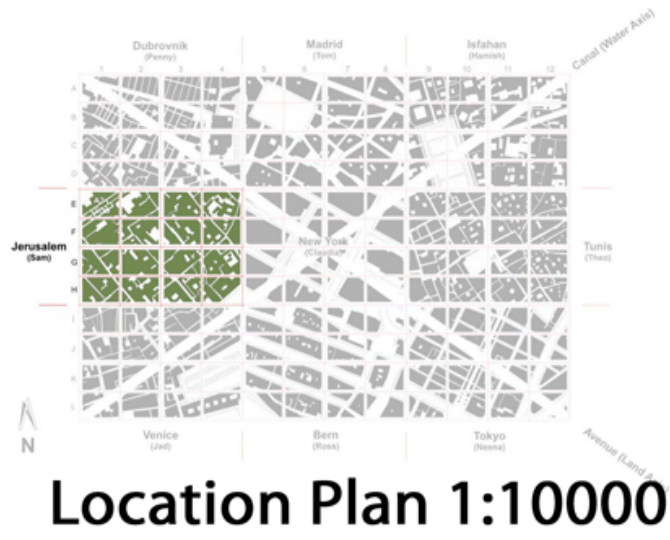 Canal (Water Axis)
Dubrovnik Madrid Isfahan
(Penny) (Tom) (Hamish)
1 2 3 4 5 6 7 8 9 10 11 12
A
B
C
D
E
F
Jerusalem New York Tunis
(Sam) (Claudia) (Theo)
G
H
I
J
K
L
N
Venice Bern Tokyo
(Jad) (Ross) (Neena)
Avenue (Land
Location Plan 1:10000